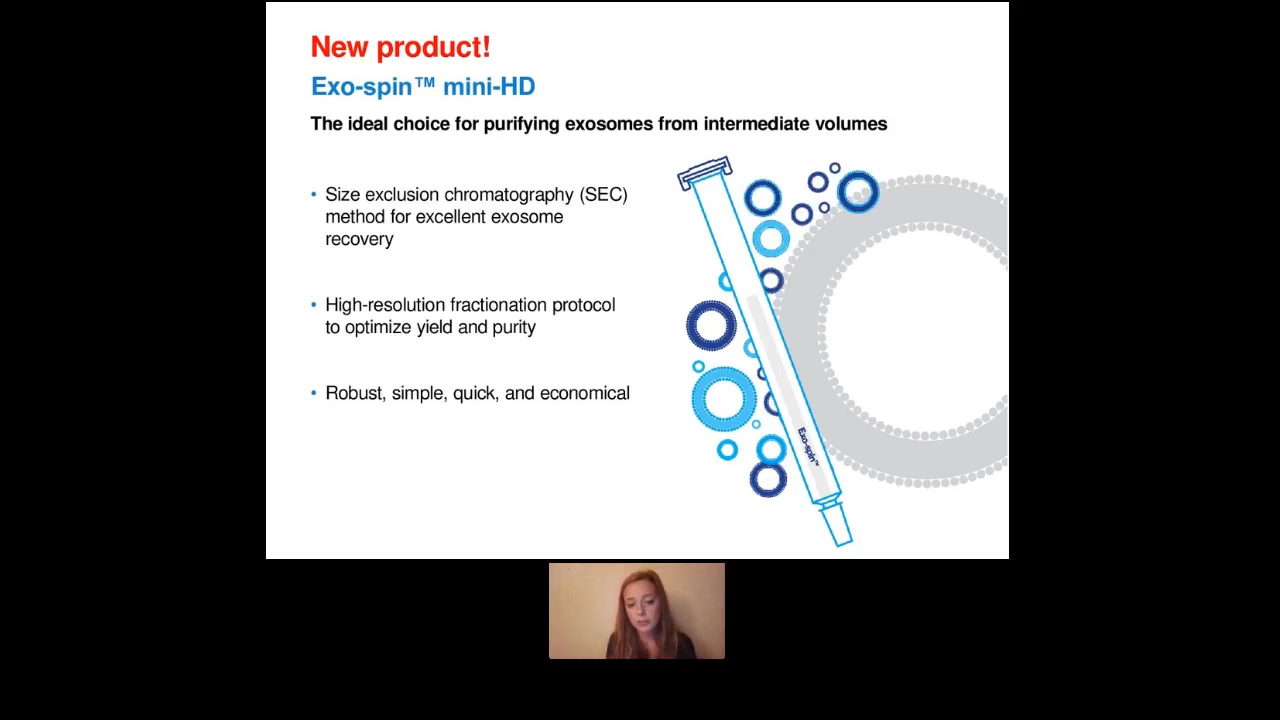 New product!
Exo-spin™ mini-HD
The ideal choice for purifying exosomes from intermediate volumes
• Size exclusion chromatography (SEC)
method for excellent exosome
recovery
• High-resolution fractionation protocol
to optimize yield and purity
• Robust, simple, quick, and economical
Exo-spin™